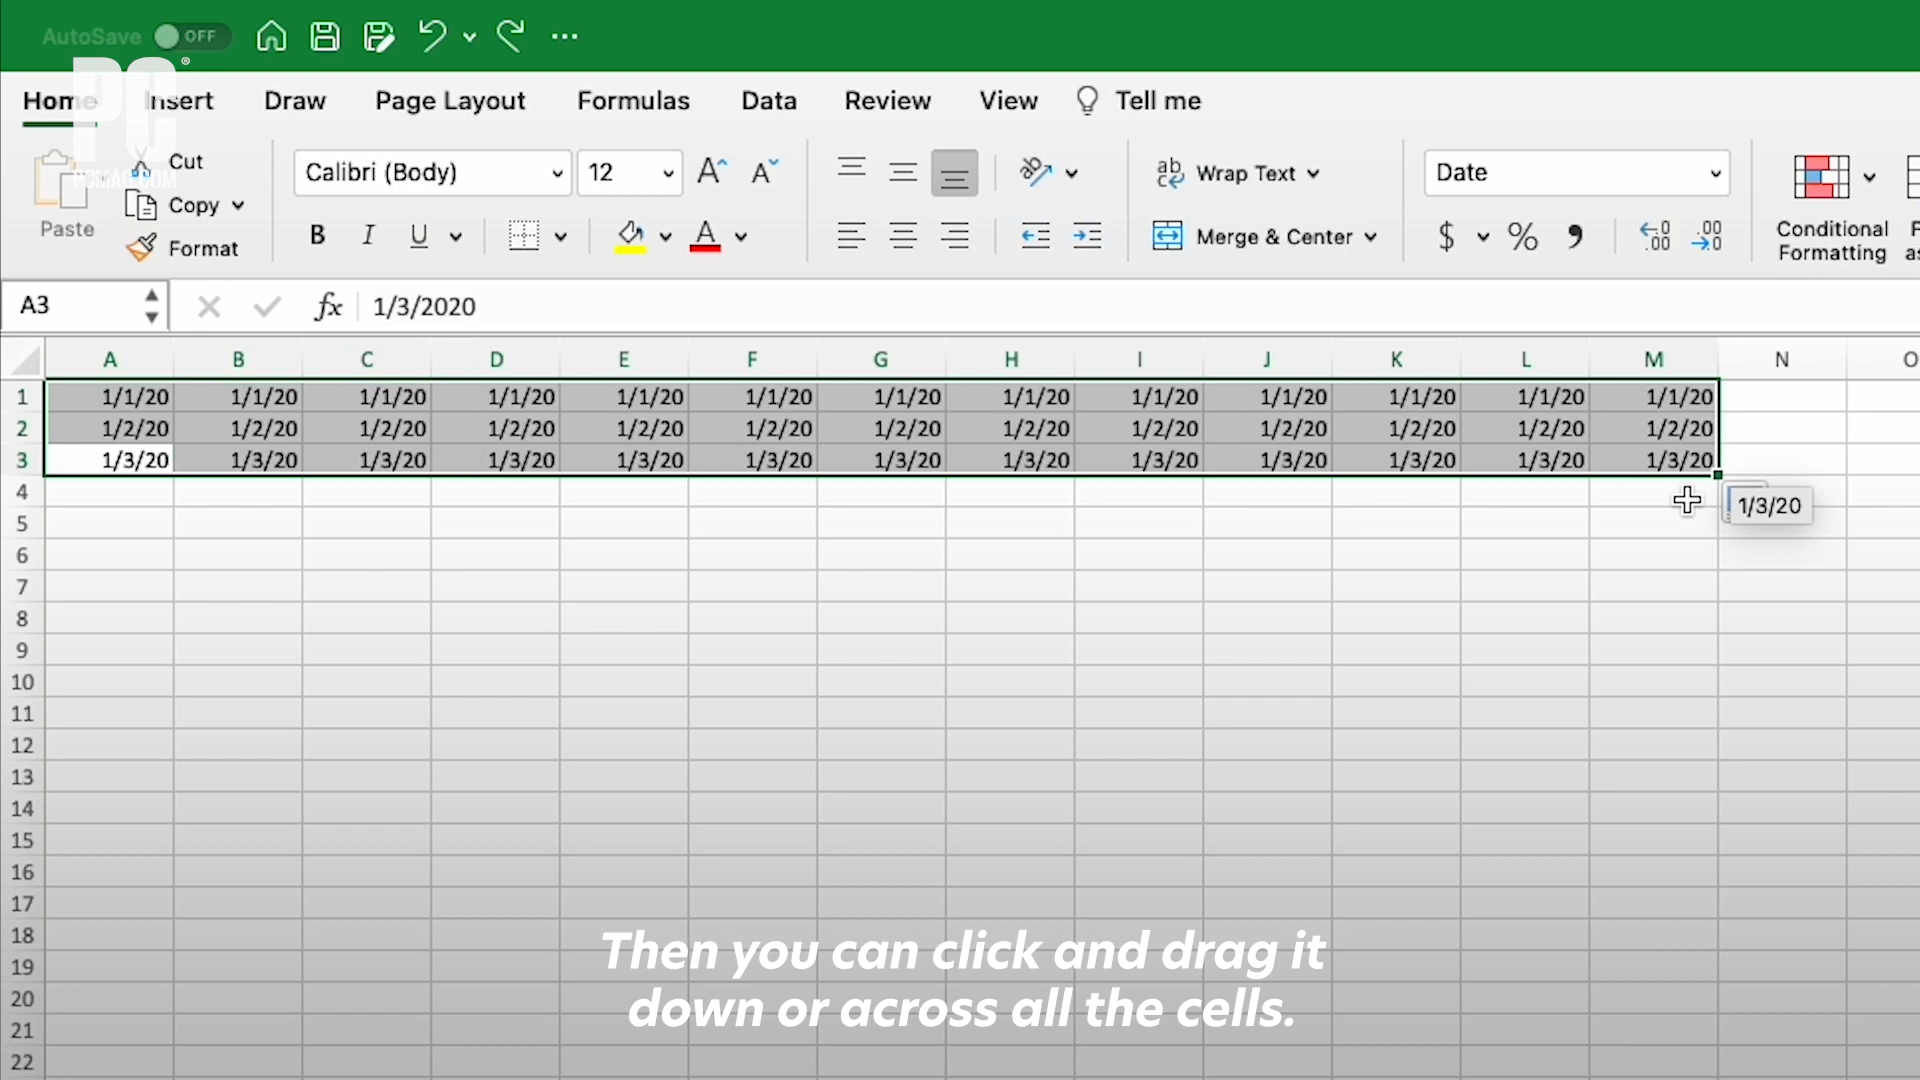 AutoSave OFF
PC®
PCMAG.COM
Home Insert Draw Page Layout Formulas Data Review View Tell me
Paste
Cut
Copy
Format
Calibri (Body) 12 A A
B I U A
ab Wrap Text
Merge & Center
Date
$ % , .00 .00
Conditional
Formatting
A3 fx 1/3/2020
A B C D E F G H I J K L M N O
1 1/1/20 1/1/20 1/1/20 1/1/20 1/1/20 1/1/20 1/1/20 1/1/20 1/1/20 1/1/20 1/1/20 1/1/20 1/1/20
2 1/2/20 1/2/20 1/2/20 1/2/20 1/2/20 1/2/20 1/2/20 1/2/20 1/2/20 1/2/20 1/2/20 1/2/20 1/2/20
3 1/3/20 1/3/20 1/3/20 1/3/20 1/3/20 1/3/20 1/3/20 1/3/20 1/3/20 1/3/20 1/3/20 1/3/20 1/3/20
4
1/3/20
5
6
7
8
9
10
11
12
13
14
15
16
17
18
19
20
21
22
Then you can click and drag it
down or across all the cells.